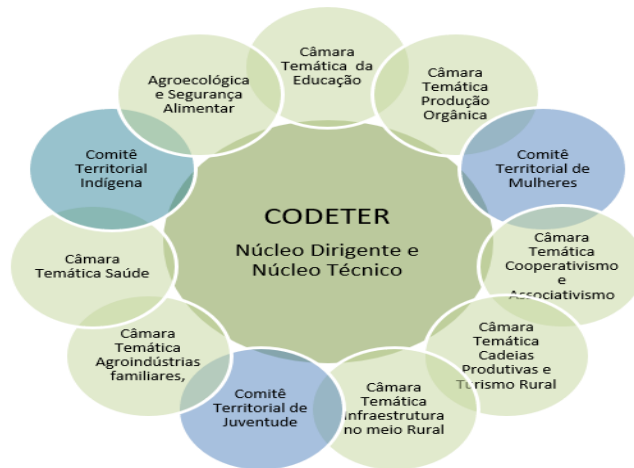 CODETER
Núcleo Dirigente e
Núcleo Técnico
Câmara
Temática da
Educação
Câmara
Temática
Produção
Orgânica
Comitê
Territorial de
Mulheres
Câmara
Temática
Cooperativismo
e
Associativismo
Câmara
Temática
Cadeias
Produtivas e
Turismo Rural
Câmara
Temática
Infraestrutura
no meio Rural
Comitê
Territorial de
Juventude
Câmara
Temática
Agroindústrias
familiares,
Câmara
Temática Saúde
Comitê
Territorial
Indígena
Agroecológica
e Segurança
Alimentar